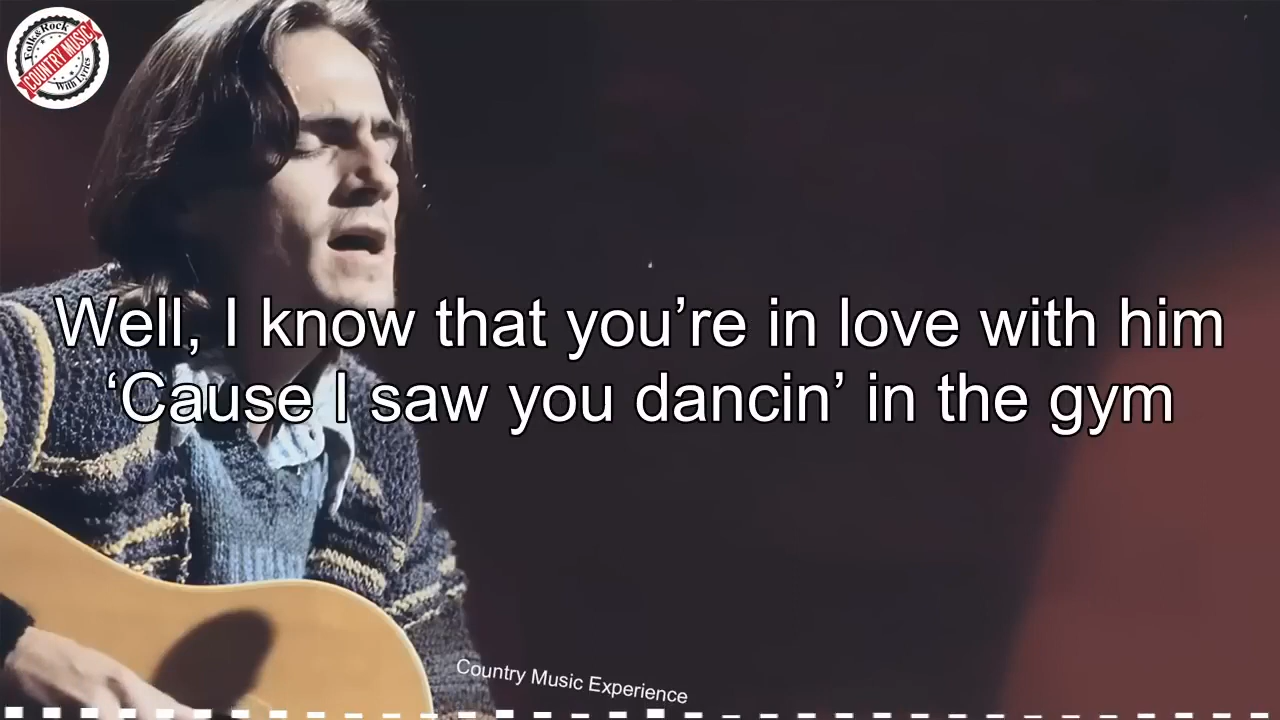 Folk&Rock
COUNTRY MUSIC
With Lyrics
Well, I know that you’re in love with him
‘Cause I saw you dancin’ in the gym
Country Music Experience